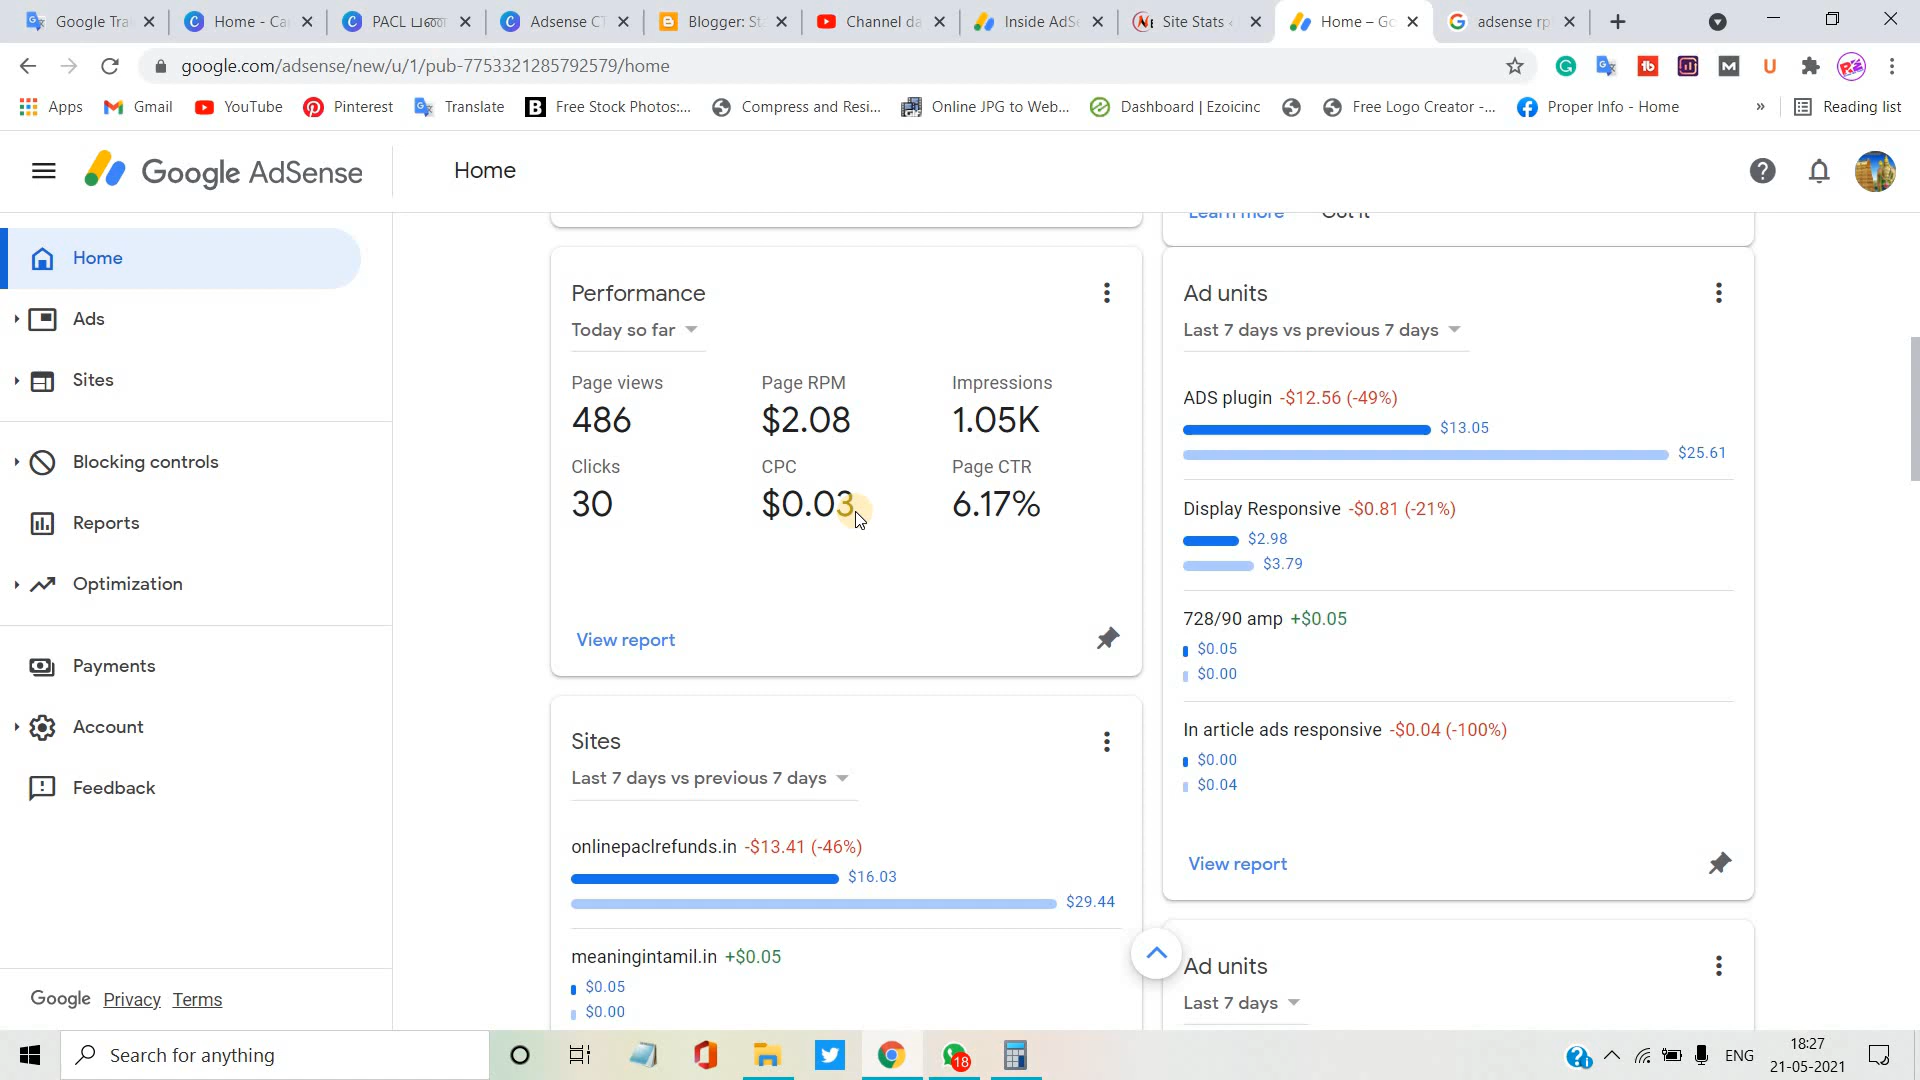 Google Tra
Home - Ca
PACL பண
Adsense CT
Blogger: St
Channel da
Inside AdSe
Site Stats
Home – Go
adsense rp
google.com/adsense/new/u/1/pub-7753321285792579/home
Apps
Gmail
YouTube
Pinterest
Translate
Free Stock Photos:...
Compress and Resi...
Online JPG to Web...
Dashboard | Ezoicinc
Free Logo Creator -...
Proper Info - Home
»
Reading list
Google AdSense
Home
Home
Ads
Sites
Blocking controls
Reports
Optimization
Payments
Account
Feedback
Google Privacy Terms
Learn more Got it
Performance
Today so far
Page views Page RPM Impressions
486 $2.08 1.05K
Clicks CPC Page CTR
30 $0.03 6.17%
View report
Sites
Last 7 days vs previous 7 days
onlinepaclrefunds.in -$13.41 (-46%)
$16.03
$29.44
meaningintamil.in +$0.05
$0.05
$0.00
Ad units
Last 7 days vs previous 7 days
ADS plugin -$12.56 (-49%)
$13.05
$25.61
Display Responsive -$0.81 (-21%)
$2.98
$3.79
728/90 amp +$0.05
$0.05
$0.00
In article ads responsive -$0.04 (-100%)
$0.00
$0.04
View report
Ad units
Last 7 days
Search for anything
18
ENG
18:27
21-05-2021